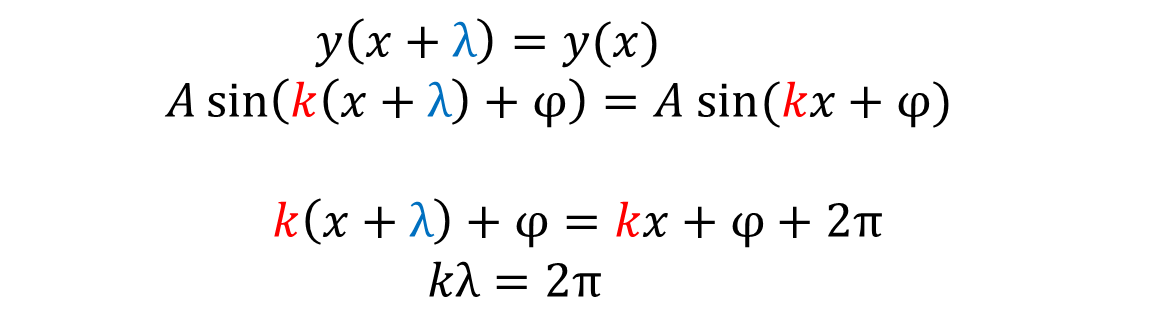 y(x + λ) = y(x)
A sin(k(x + λ) + φ) = A sin(kx + φ)
k(x + λ) + φ = kx + φ + 2π
kλ = 2π